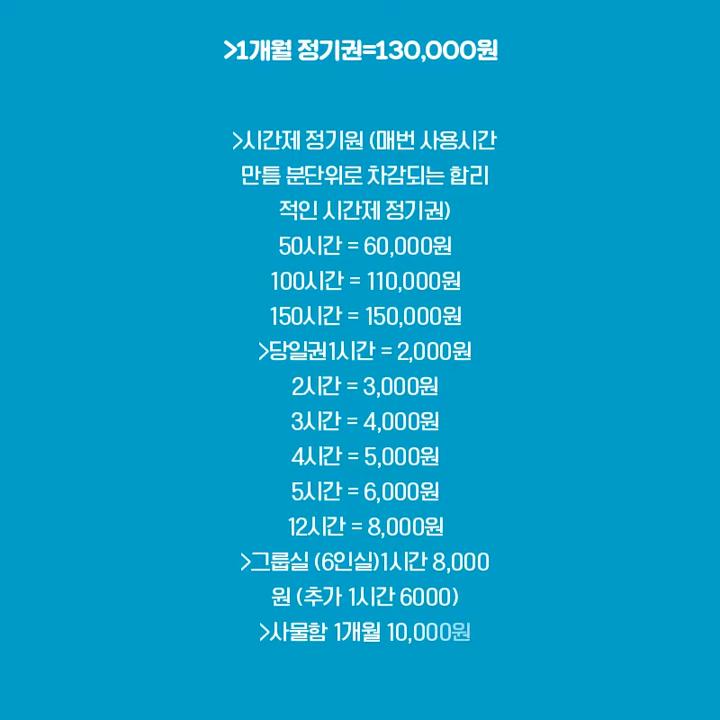 >1개월 정기권=130,000원
>시간제 정기원 (매번 사용시간
만틈 분단위로 차감되는 합리
적인 시간제 정기권)
50시간 = 60,000원
100시간 = 110,000원
150시간 = 150,000원
>당일권1시간 = 2,000원
2시간 = 3,000원
3시간 = 4,000원
4시간 = 5,000원
5시간 = 6,000원
12시간 = 8,000원
>그룹실 (6인실)1시간 8,000
원 (추가 1시간 6000)
>사물함 1개월 10,000원